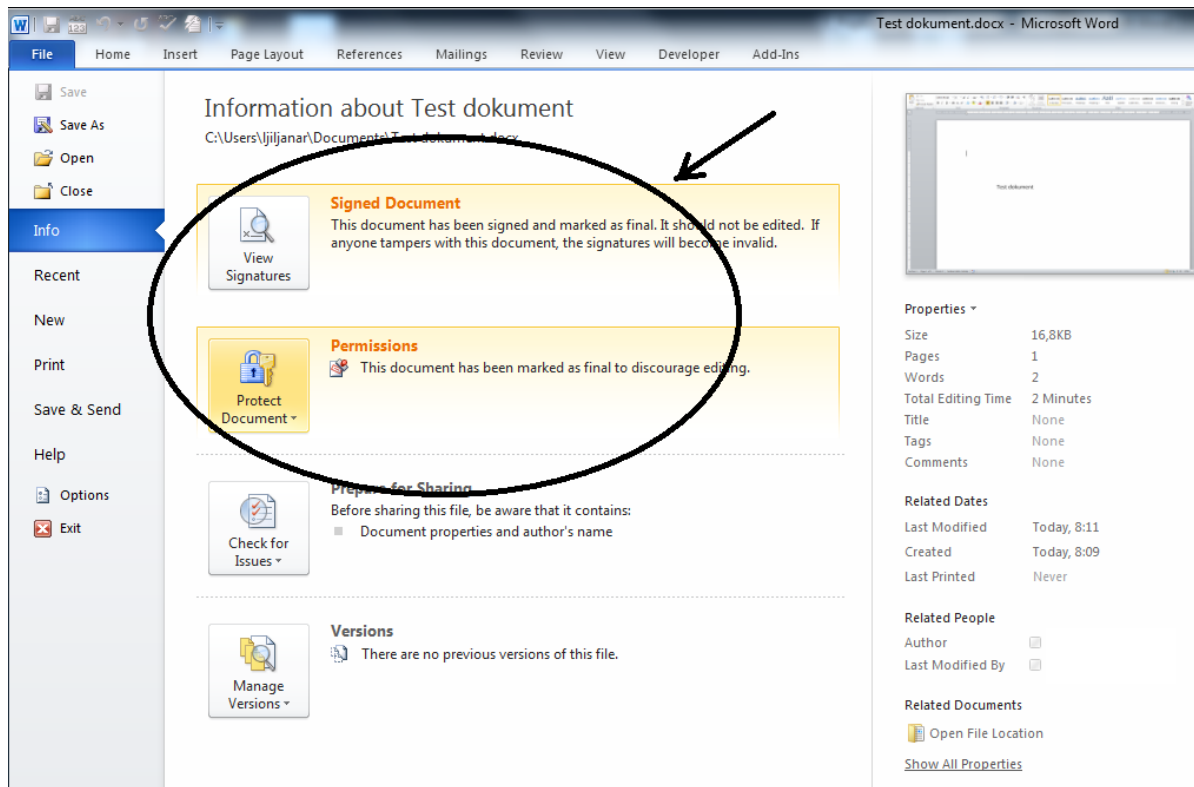 Test dokument.docx - Microsoft Word
File Home Insert Page Layout References Mailings Review View Developer Add-Ins
Save
Save As
Open
Close
Info
Recent
New
Print
Save & Send
Help
Options
Exit
Information about Test dokument
C:\Users\ljiljanar\Documents\Test dokument.docx
View
Signatures
Signed Document
This document has been signed and marked as final. It should not be edited. If
anyone tampers with this document, the signatures will become invalid.
Protect
Document
Permissions
This document has been marked as final to discourage editing.
Check for
Issues
Prepare for Sharing
Before sharing this file, be aware that it contains:
Document properties and author's name
Manage
Versions
Versions
There are no previous versions of this file.
Test dokument
Properties
Size 16,8KB
Pages 1
Words 2
Total Editing Time 2 Minutes
Title None
Tags None
Comments None
Related Dates
Last Modified Today, 8:11
Created Today, 8:09
Last Printed Never
Related People
Author
Last Modified By
Related Documents
Open File Location
Show All Properties